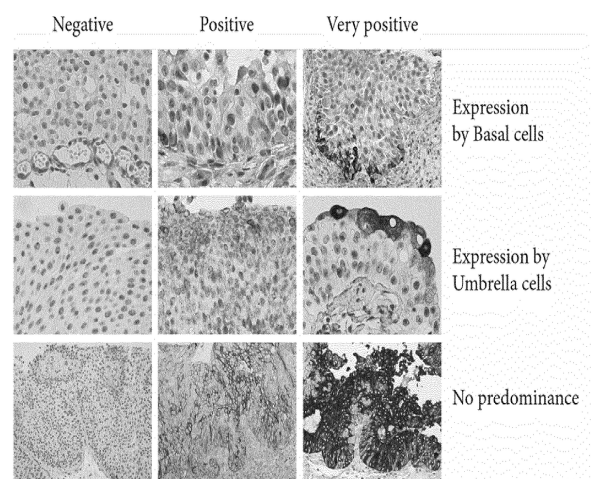 Negative Positive Very positive
Expression
by Basal cells
Expression by
Umbrella cells
No predominance